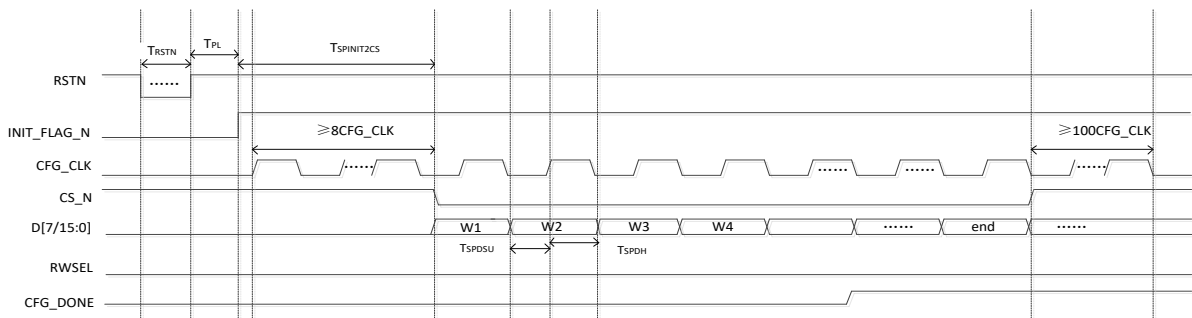 TRSTN
TPL
TSPINIT2CS
RSTN
......
INIT_FLAG_N
≥8CFG_CLK
≥100CFG_CLK
CFG_CLK
......
......
......
......
CS_N
D[7/15:0]
W1
W2
W3
W4
......
end
......
TSPDSU
TSPDH
RWSEL
CFG_DONE